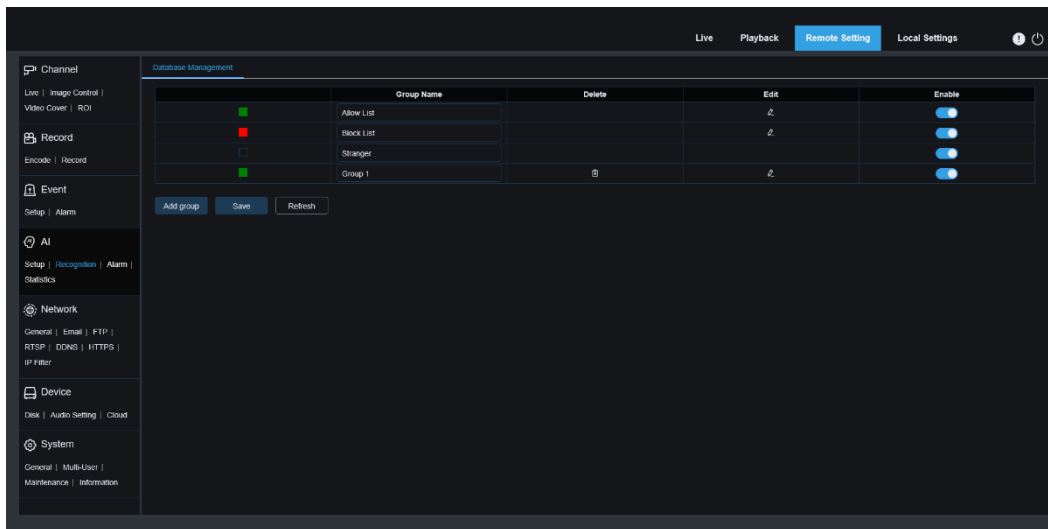 Live Playback Remote Setting Local Settings
Channel
Live | Image Control |
Video Cover | ROI
Record
Encode | Record
Event
Setup | Alarm
AI
Setup | Recognition | Alarm |
Statistics
Network
General | Email | FTP |
RTSP | DDNS | HTTPS |
IP Filter
Device
Disk | Audio Setting | Cloud
System
General | Multi-User |
Maintenance | Information
Database Management
Group Name Delete Edit Enable
Allow List
Block List
Stranger
Group 1
Add group Save Refresh